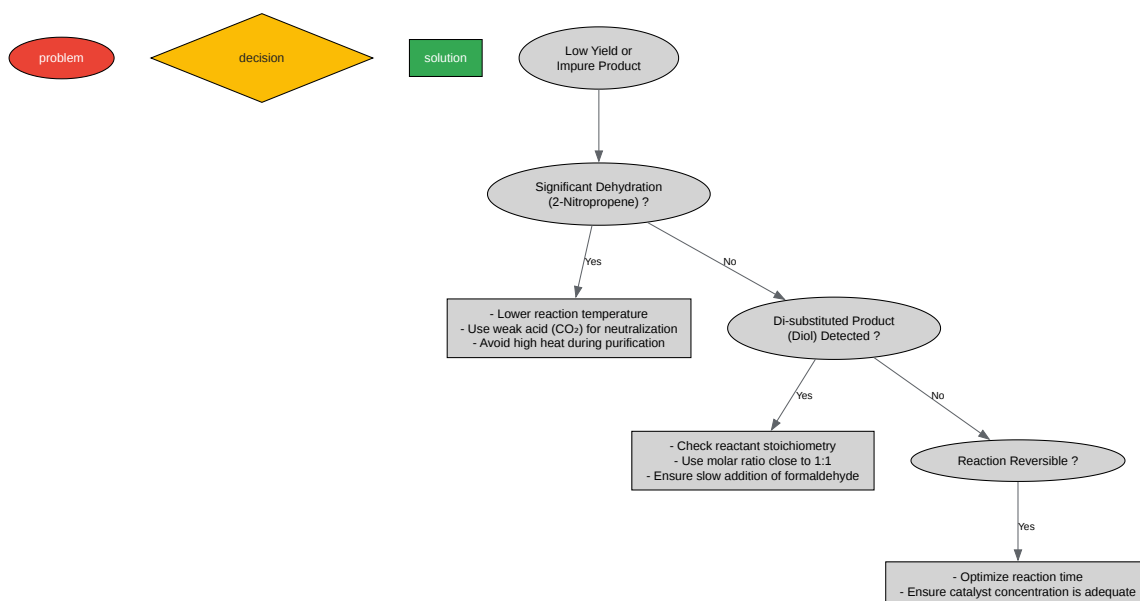 problem
decision
solution
Low Yield or
Impure Product
Significant Dehydration
(2-Nitropropene) ?
Yes
No
- Lower reaction temperature
- Use weak acid (CO₂) for neutralization
- Avoid high heat during purification
Di-substituted Product
(Diol) Detected ?
Yes
No
- Check reactant stoichiometry
- Use molar ratio close to 1:1
- Ensure slow addition of formaldehyde
Reaction Reversible ?
Yes
- Optimize reaction time
- Ensure catalyst concentration is adequate